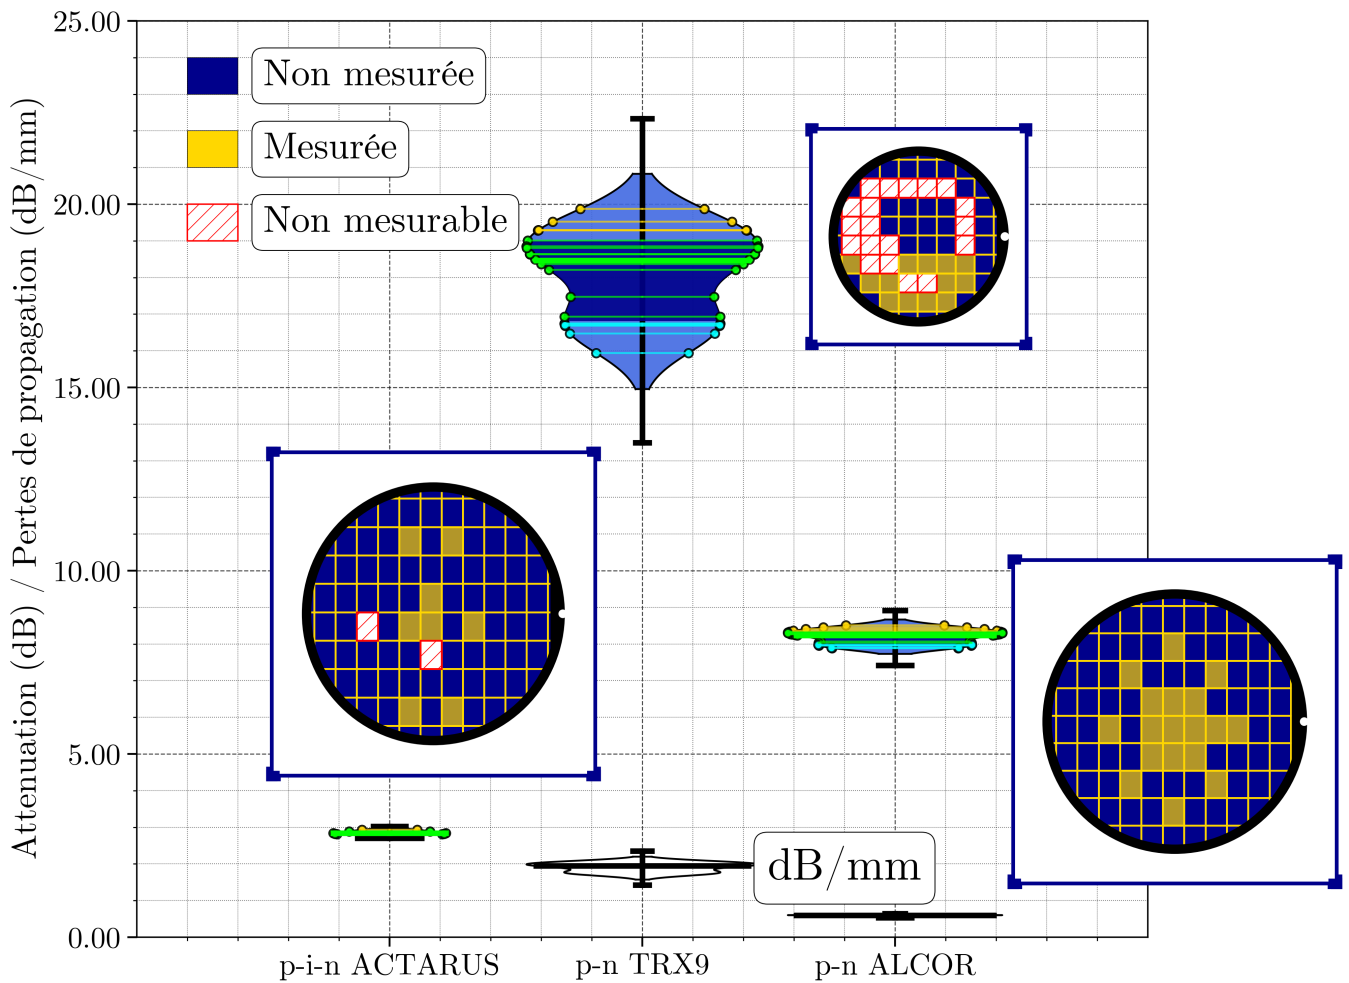 25.00
20.00
15.00
10.00
5.00
0.00
Attenuation (dB) / Pertes de propagation (dB/mm)
Non mesurée
Mesurée
Non mesurable
dB/mm
p-i-n ACTARUS
p-n TRX9
p-n ALCOR